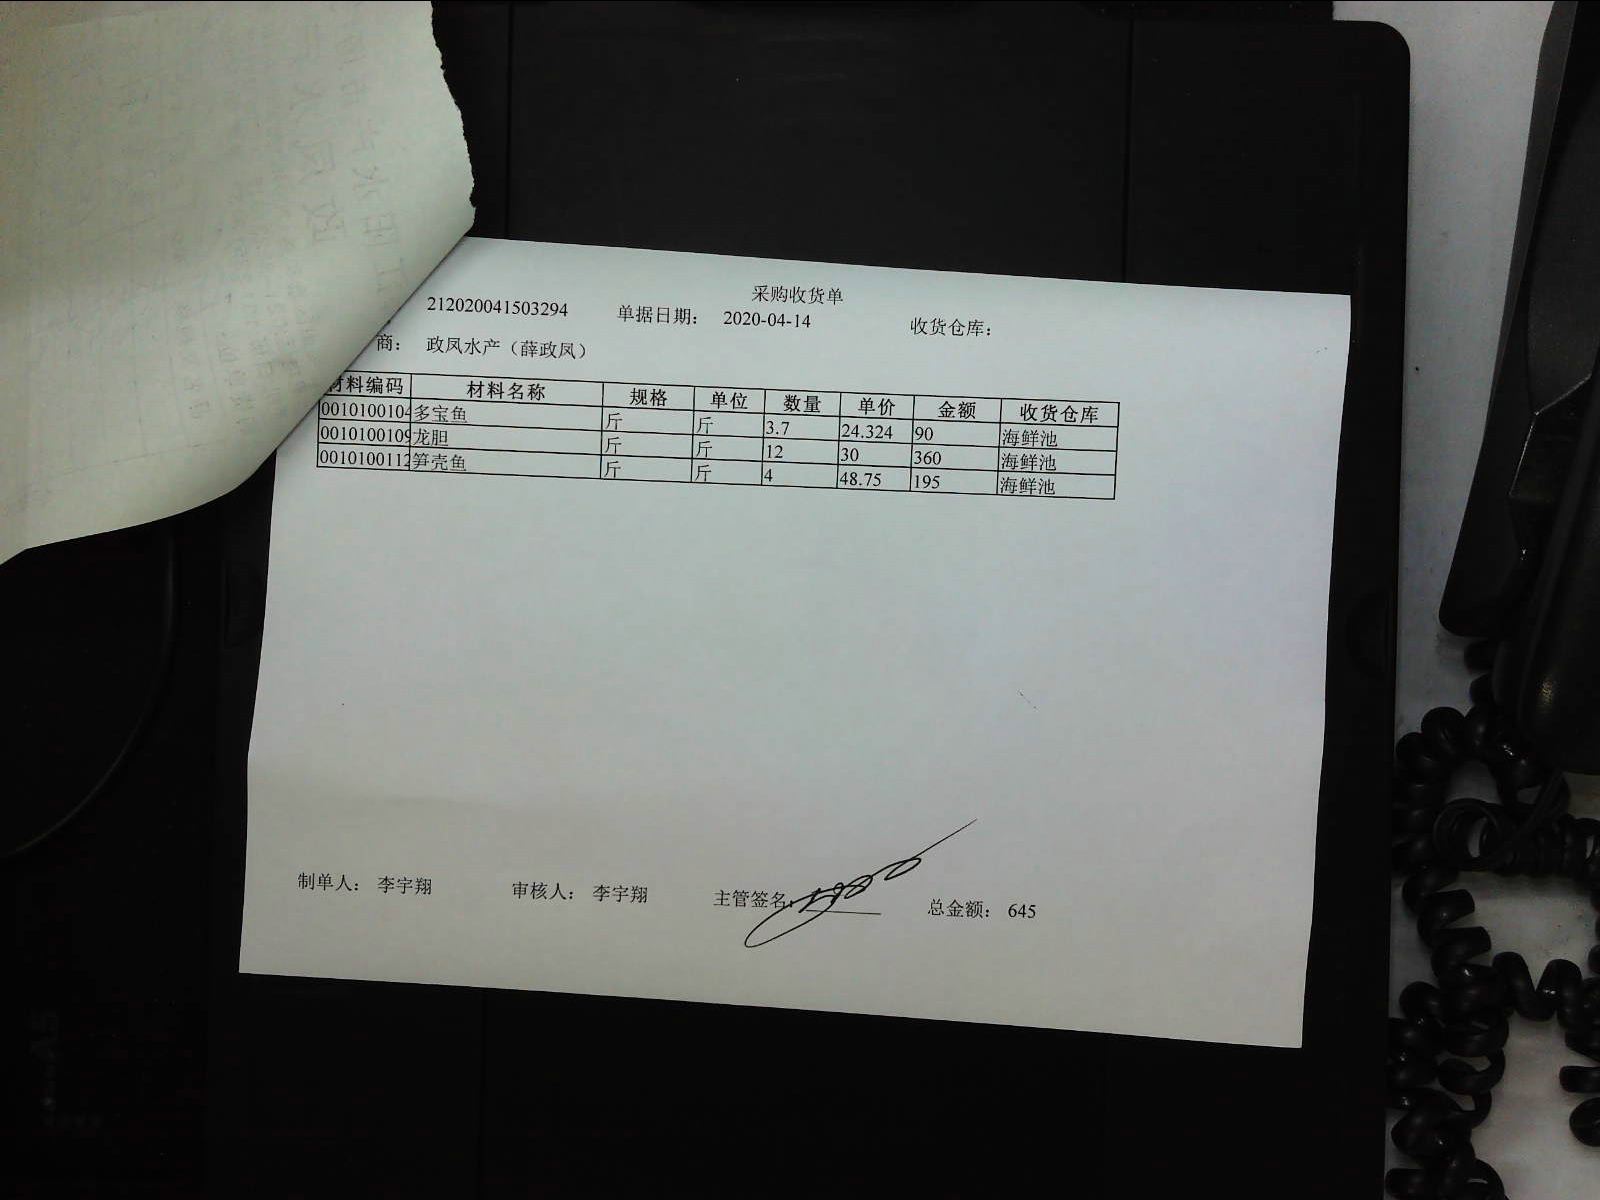 采购收货单
212020041503294 单据日期： 2020-04-14 收货仓库：
商： 政凤水产（薛政凤）
材料编码 材料名称 规格 单位 数量 单价 金额 收货仓库
0010100104 多宝鱼 斤 斤 3.7 24.324 90 海鲜池
0010100109 龙胆 斤 斤 12 30 360 海鲜池
0010100112 笋壳鱼 斤 斤 4 48.75 195 海鲜池
制单人： 李宇翔 审核人： 李宇翔 主管签名： 总金额： 645